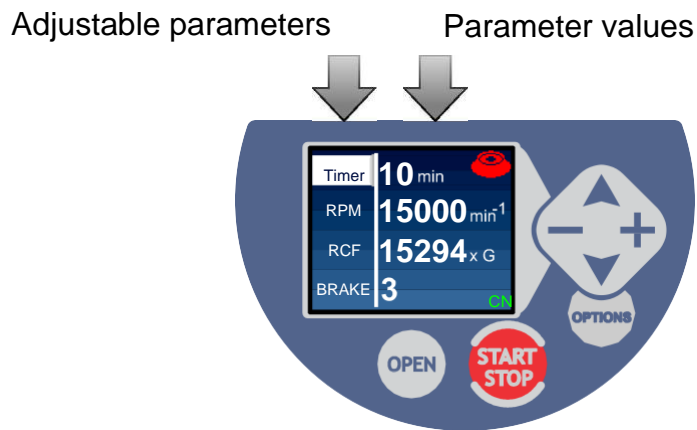 Adjustable parameters Parameter values
Timer 10 min
RPM 15000 min-1
RCF 15294 x G
BRAKE 3
CN
- +
OPTIONS
OPEN
START
STOP